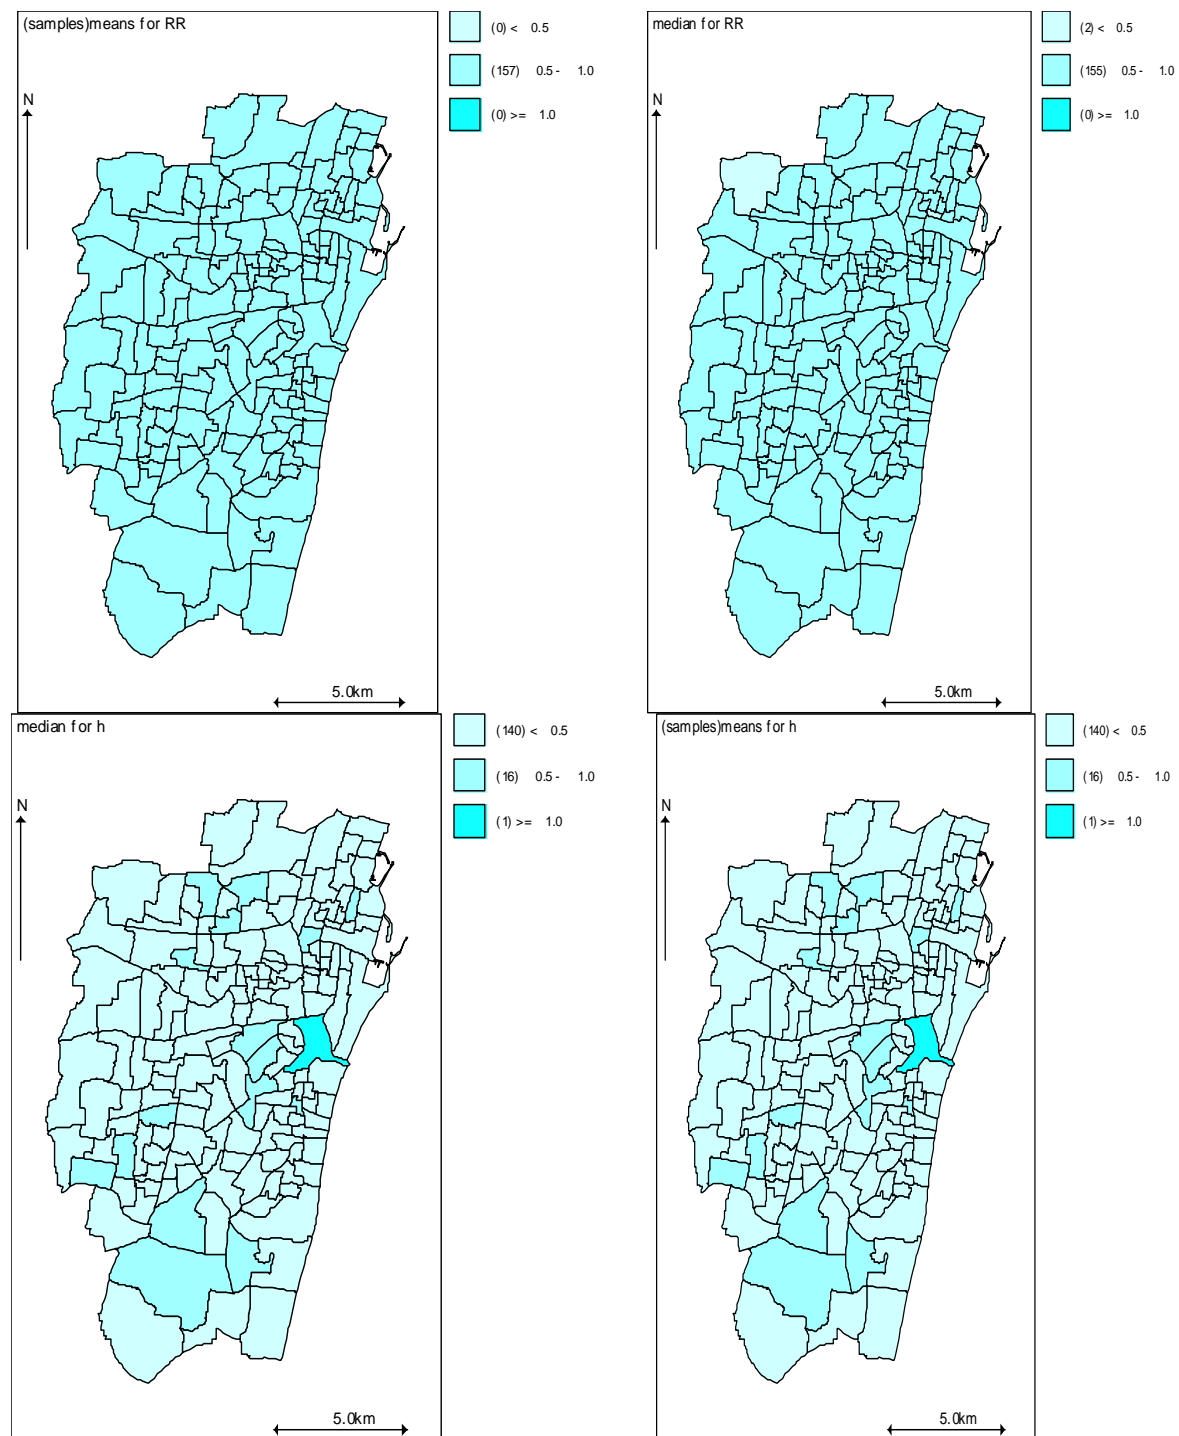 (samples)means for RR
(0) < 0.5
(157) 0.5 - 1.0
(0) >= 1.0
N
5.0km
median for RR
(2) < 0.5
(155) 0.5 - 1.0
(0) >= 1.0
N
5.0km
median for h
(140) < 0.5
(16) 0.5 - 1.0
(1) >= 1.0
N
5.0km
(samples)means for h
(140) < 0.5
(16) 0.5 - 1.0
(1) >= 1.0
N
5.0km